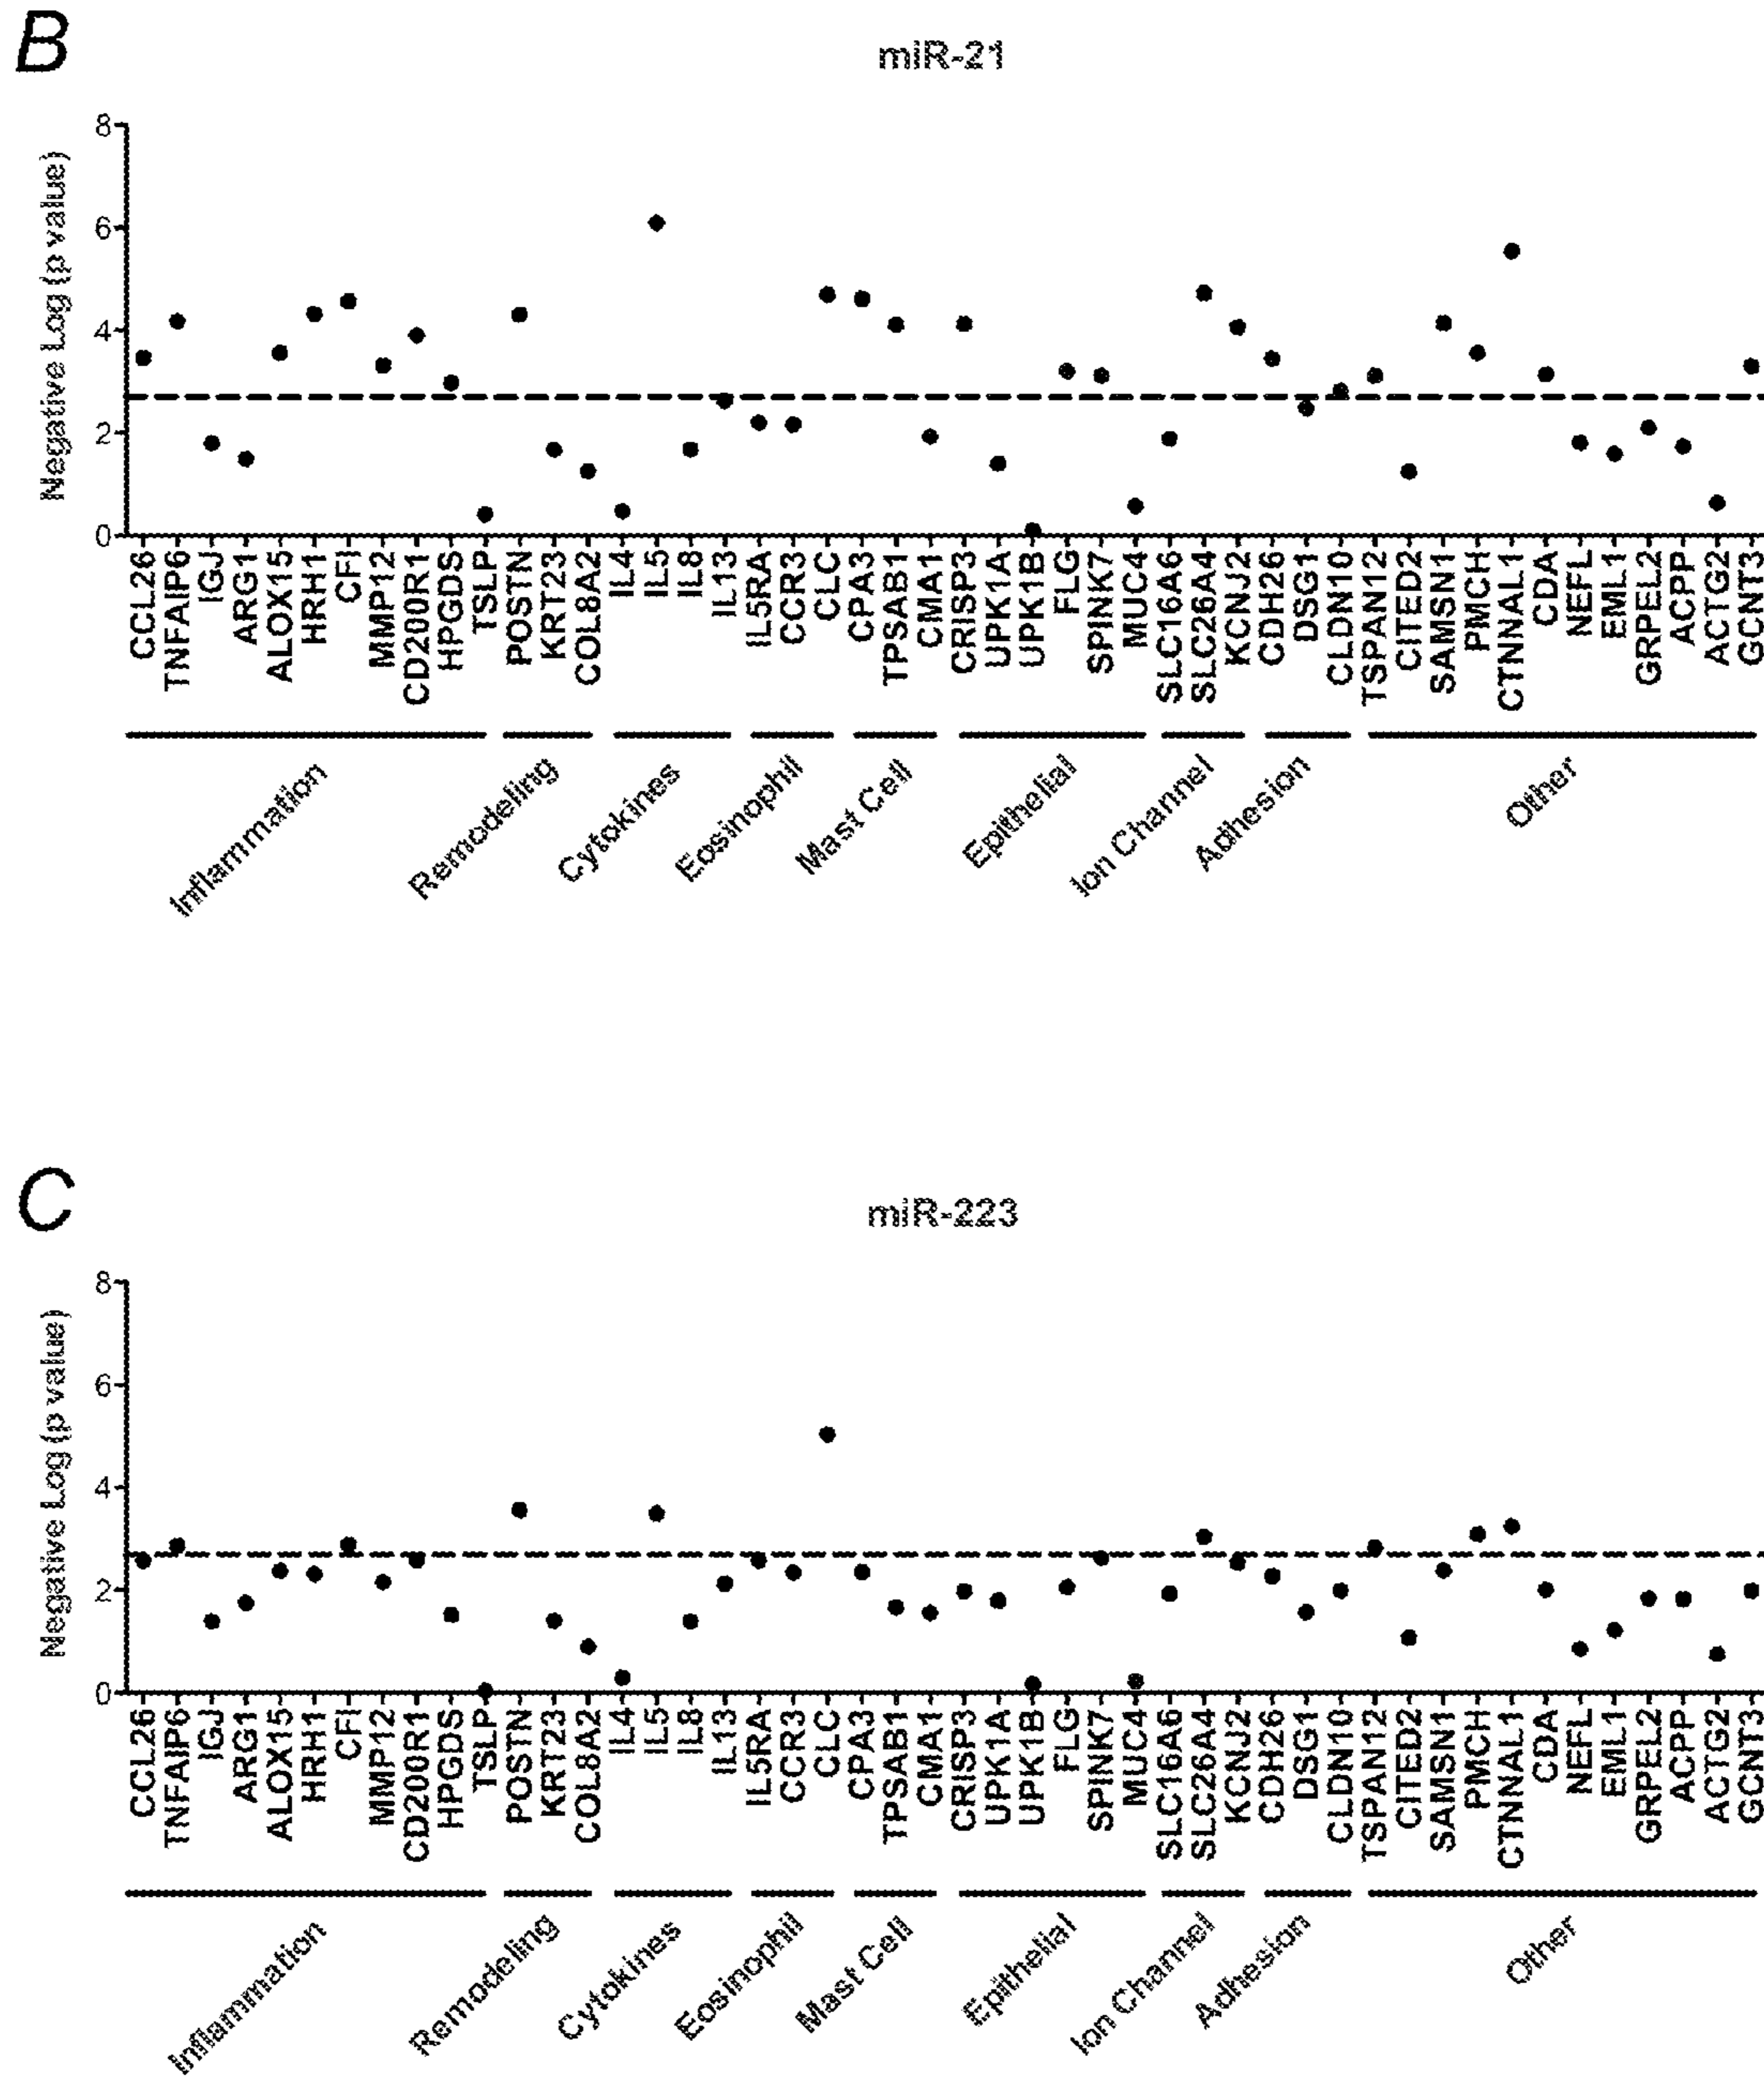 B
miR-21
Negative Log (p value)
8
6
4
2
0
CCL26
TNFAIP6
IGJ
ARG1
ALOX15
HRH1
CFI
MMP12
CD200R1
HPGDS
TSLP
POSTN
KRT23
COL8A2
IL4
IL5
IL8
IL13
IL5RA
CCR3
CLC
CPA3
TPSAB1
CMA1
CRISP3
UPK1A
UPK1B
FLG
SPINK7
MUC4
SLC16A6
SLC26A4
KCNJ2
CDH26
DSG1
CLDN10
TSPAN12
CITED2
SAMSN1
PMCH
CTNNAL1
CDA
NEFL
EML1
GRPEL2
ACPP
ACTG2
GCNT3
Inflammation
Remodeling
Cytokines
Eosinophil
Mast Cell
Epithelial
Ion Channel
Adhesion
Other
C
miR-223
Negative Log (p value)
8
6
4
2
0
CCL26
TNFAIP6
IGJ
ARG1
ALOX15
HRH1
CFI
MMP12
CD200R1
HPGDS
TSLP
POSTN
KRT23
COL8A2
IL4
IL5
IL8
IL13
IL5RA
CCR3
CLC
CPA3
TPSAB1
CMA1
CRISP3
UPK1A
UPK1B
FLG
SPINK7
MUC4
SLC16A6
SLC26A4
KCNJ2
CDH26
DSG1
CLDN10
TSPAN12
CITED2
SAMSN1
PMCH
CTNNAL1
CDA
NEFL
EML1
GRPEL2
ACPP
ACTG2
GCNT3
Inflammation
Remodeling
Cytokines
Eosinophil
Mast Cell
Epithelial
Ion Channel
Adhesion
Other